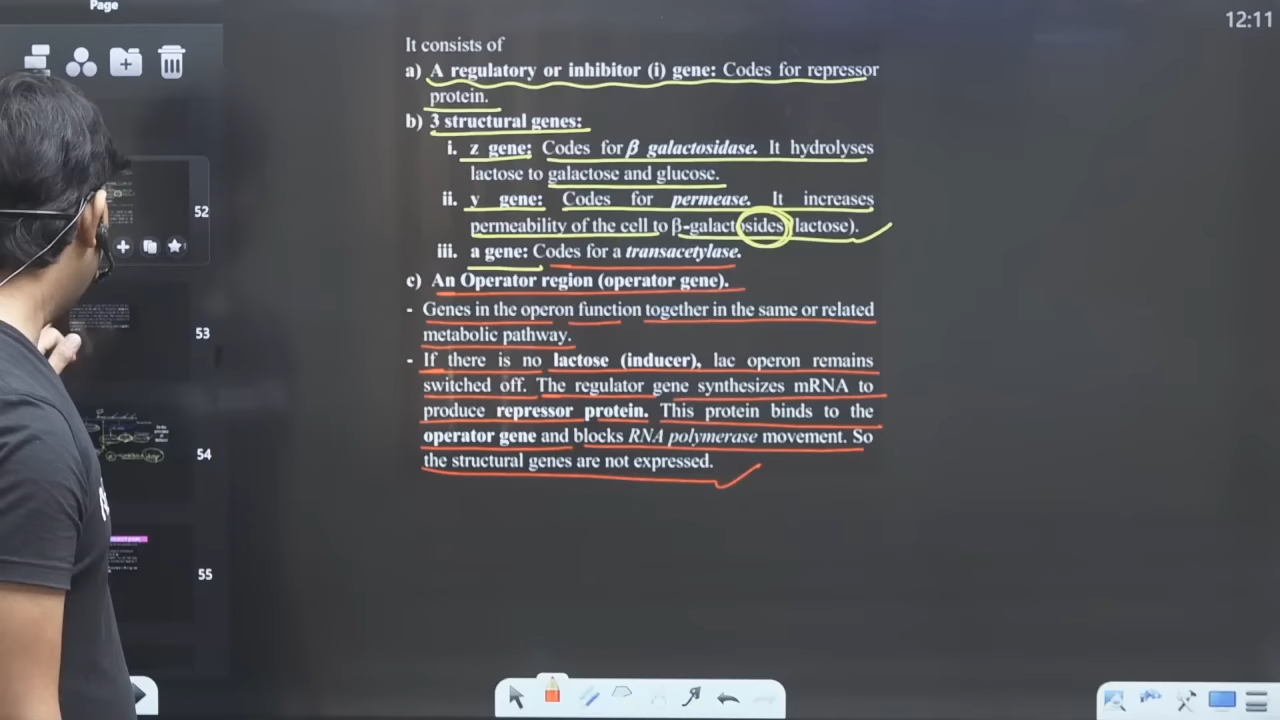 Page
12:11
It consists of
a) A regulatory or inhibitor (i) gene: Codes for repressor
protein.
b) 3 structural genes:
i. z gene: Codes for β galactosidase. It hydrolyses
lactose to galactose and glucose.
ii. y gene: Codes for permease. It increases
permeability of the cell to β-galactosides (lactose).
iii. a gene: Codes for a transacetylase.
c) An Operator region (operator gene).
- Genes in the operon function together in the same or related
metabolic pathway.
- If there is no lactose (inducer), lac operon remains
switched off. The regulator gene synthesizes mRNA to
produce repressor protein. This protein binds to the
operator gene and blocks RNA polymerase movement. So
the structural genes are not expressed.
52
53
54
55